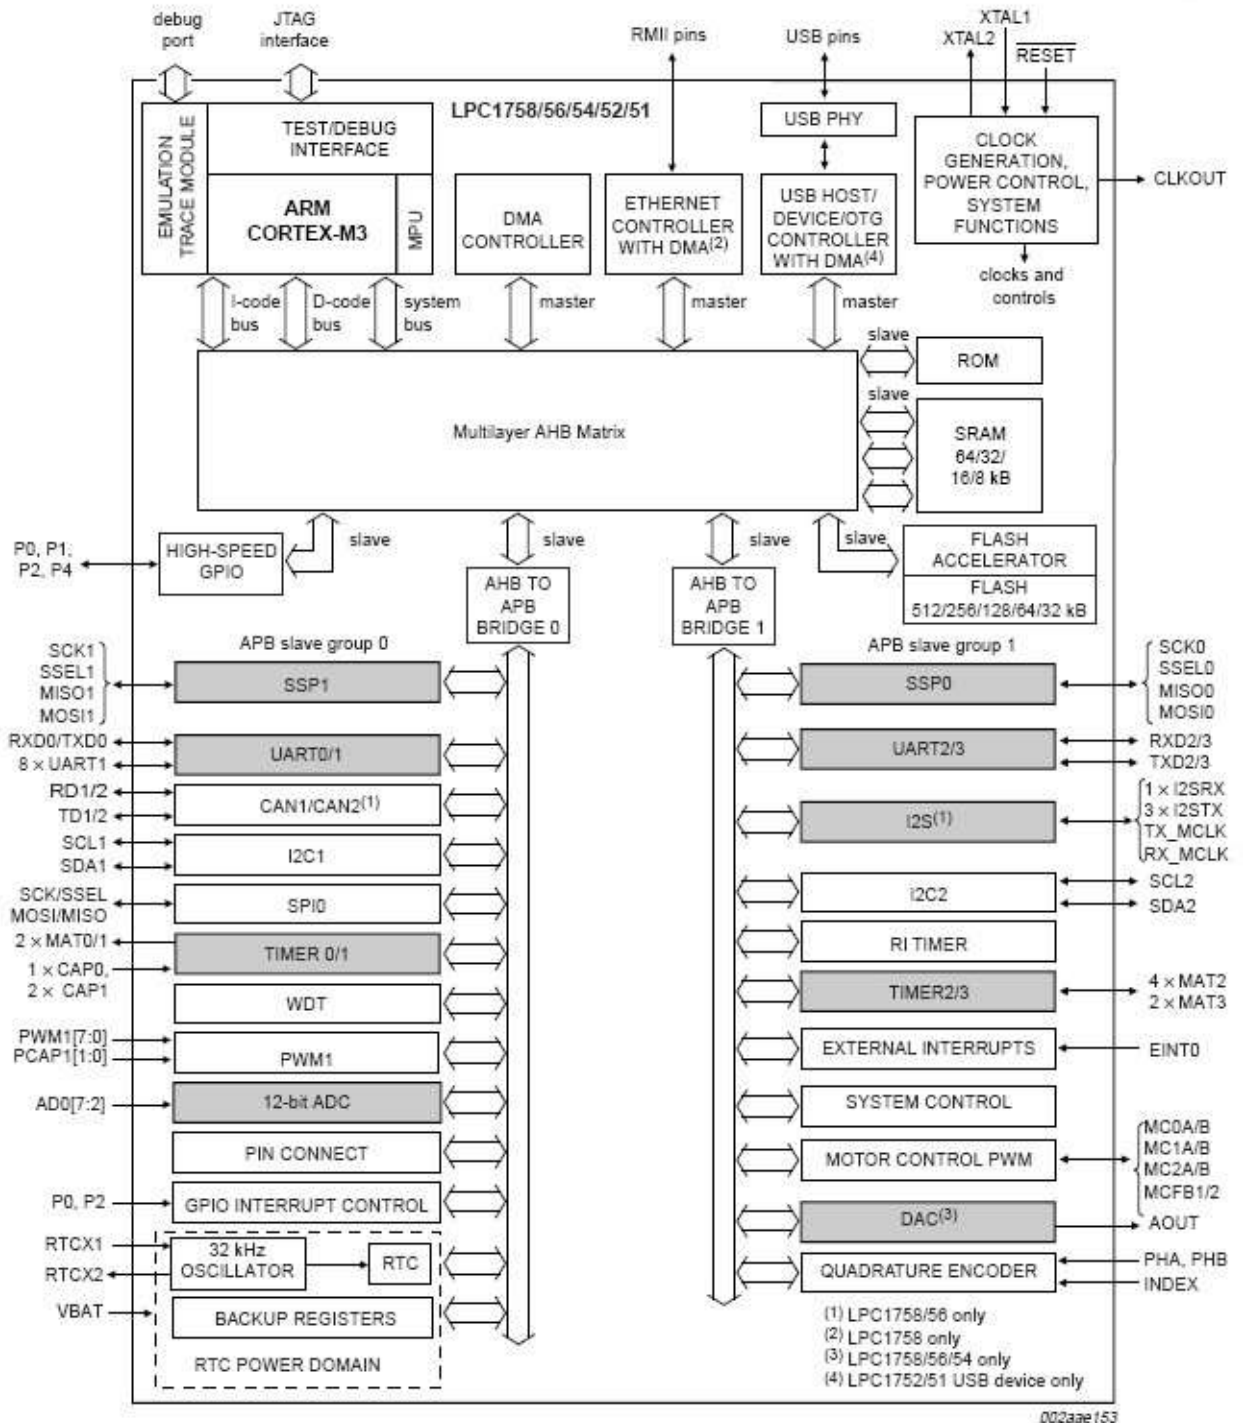 debug
port
JTAG
interface
RMII pins
USB pins
XTAL1
XTAL2
RESET
LPC1758/56/54/52/51
EMULATION
TRACE MODULE
TEST/DEBUG
INTERFACE
ARM
CORTEX-M3
MPU
DMA
CONTROLLER
ETHERNET
CONTROLLER
WITH DMA(2)
USB PHY
USB HOST/
DEVICE/OTG
CONTROLLER
WITH DMA(4)
CLOCK
GENERATION,
POWER CONTROL,
SYSTEM
FUNCTIONS
CLKOUT
clocks and
controls
I-code
bus
D-code
bus
system
bus
master
master
master
slave
ROM
slave
SRAM
64/32/
16/8 kB
Multilayer AHB Matrix
P0, P1,
P2, P4
HIGH-SPEED
GPIO
slave
slave
slave
slave
FLASH
ACCELERATOR
FLASH
512/256/128/64/32 kB
AHB TO
APB
BRIDGE 0
AHB TO
APB
BRIDGE 1
APB slave group 0
SCK1
SSEL1
MISO1
MOSI1
SSP1
RXD0/TXD0
8 × UART1
UART0/1
RD1/2
TD1/2
CAN1/CAN2(1)
SCL1
SDA1
I2C1
SCK/SSEL
MOSI/MISO
SPI0
2 × MAT0/1
1 × CAP0,
2 × CAP1
TIMER 0/1
WDT
PWM1[7:0]
PCAP1[1:0]
PWM1
AD0[7:2]
12-bit ADC
PIN CONNECT
P0, P2
GPIO INTERRUPT CONTROL
RTCX1
RTCX2
32 kHz
OSCILLATOR
RTC
VBAT
BACKUP REGISTERS
RTC POWER DOMAIN
APB slave group 1
SSP0
SCK0
SSEL0
MISO0
MOSI0
UART2/3
RXD2/3
TXD2/3
I2S(1)
1 × I2SRX
3 × I2STX
TX_MCLK
RX_MCLK
I2C2
SCL2
SDA2
RI TIMER
TIMER2/3
4 × MAT2
2 × MAT3
EXTERNAL INTERRUPTS
EINT0
SYSTEM CONTROL
MOTOR CONTROL PWM
MC0A/B
MC1A/B
MC2A/B
MCFB1/2
DAC(3)
AOUT
QUADRATURE ENCODER
PHA, PHB
INDEX
(1) LPC1758/56 only
(2) LPC1758 only
(3) LPC1758/56/54 only
(4) LPC1752/51 USB device only
002aae153